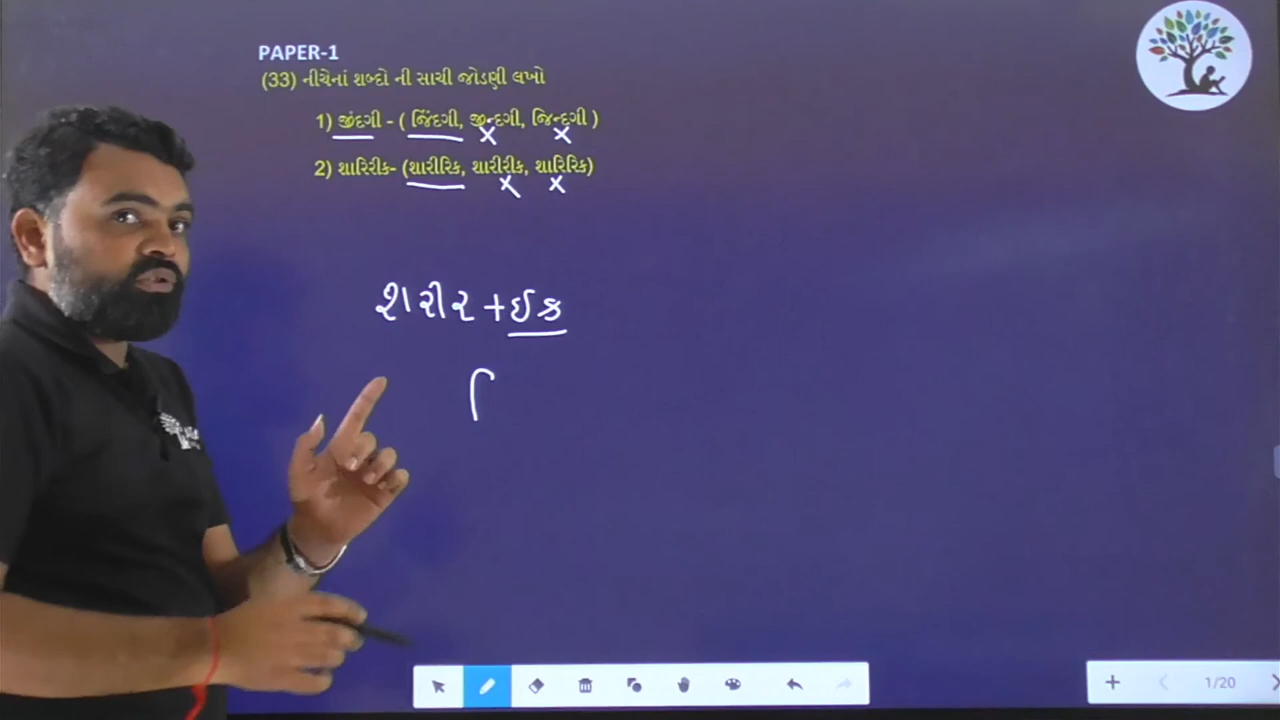 PAPER-1
(33) નીચેનાં શબ્દો ની સાચી જોડણી લખો
1) જીંદગી - ( જિંદગી, જીન્દગી, જિન્દગી )
2) શારિરીક- (શારીરિક, શારીરીક, શારિરિક)
શરીર + ઈક
િ
1/20